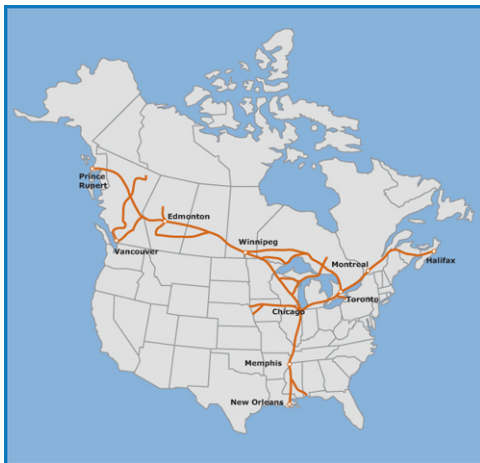 Prince
Rupert
Edmonton
Vancouver
Winnipeg
Montreal
Halifax
Toronto
Chicago
Memphis
New Orleans